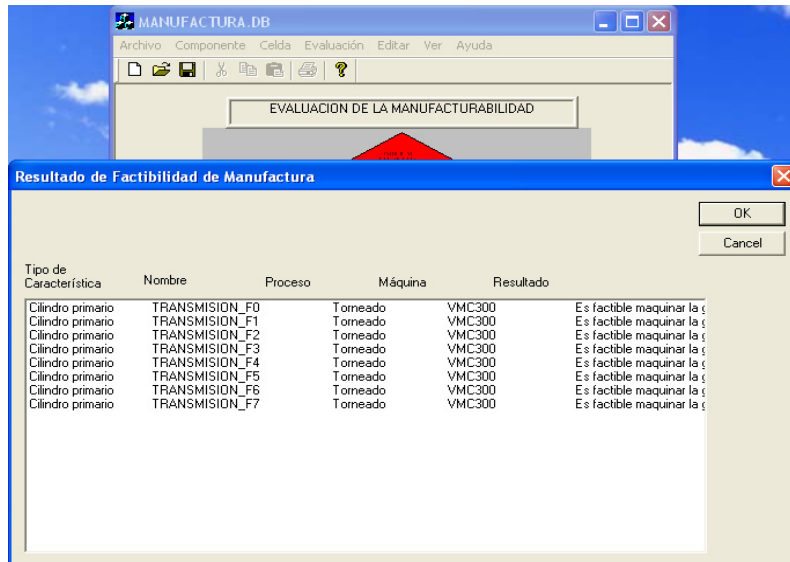 MANUFACTURA.DB
Archivo Componente Celda Evaluación Editar Ver Ayuda
EVALUACION DE LA MANUFACTURABILIDAD
Resultado de Factibilidad de Manufactura
OK
Cancel
Tipo de
Característica Nombre Proceso Máquina Resultado
Cilindro primario TRANSMISION_F0 Torneado VMC300 Es factible maquinar la
Cilindro primario TRANSMISION_F1 Torneado VMC300 Es factible maquinar la
Cilindro primario TRANSMISION_F2 Torneado VMC300 Es factible maquinar la
Cilindro primario TRANSMISION_F3 Torneado VMC300 Es factible maquinar la
Cilindro primario TRANSMISION_F4 Torneado VMC300 Es factible maquinar la
Cilindro primario TRANSMISION_F5 Torneado VMC300 Es factible maquinar la
Cilindro primario TRANSMISION_F6 Torneado VMC300 Es factible maquinar la
Cilindro primario TRANSMISION_F7 Torneado VMC300 Es factible maquinar la